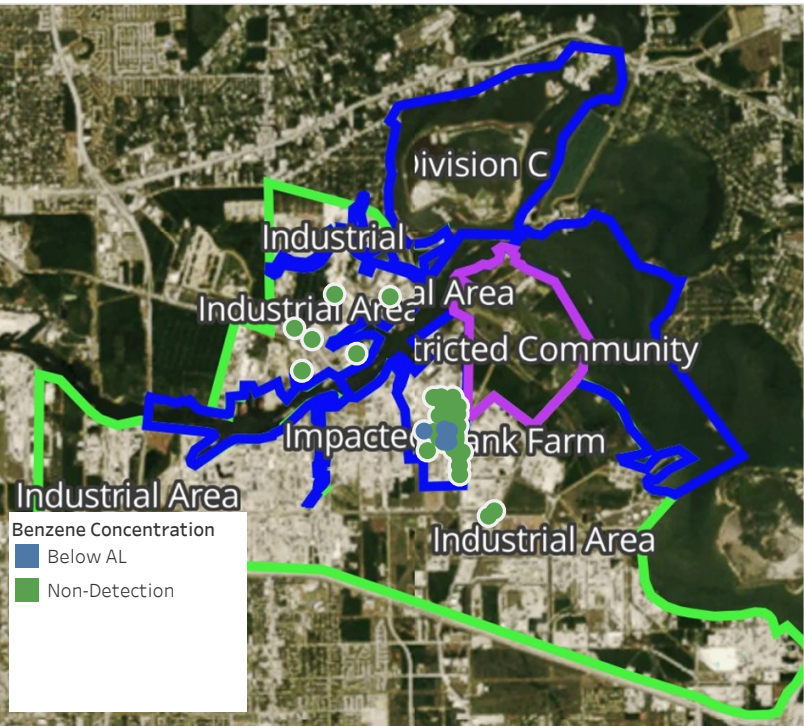 Division C
Industrial
al Area
Industrial Area
tricted Community
Impacted
ank Farm
Industrial Area
Industrial Area
Benzene Concentration
Below AL
Non-Detection